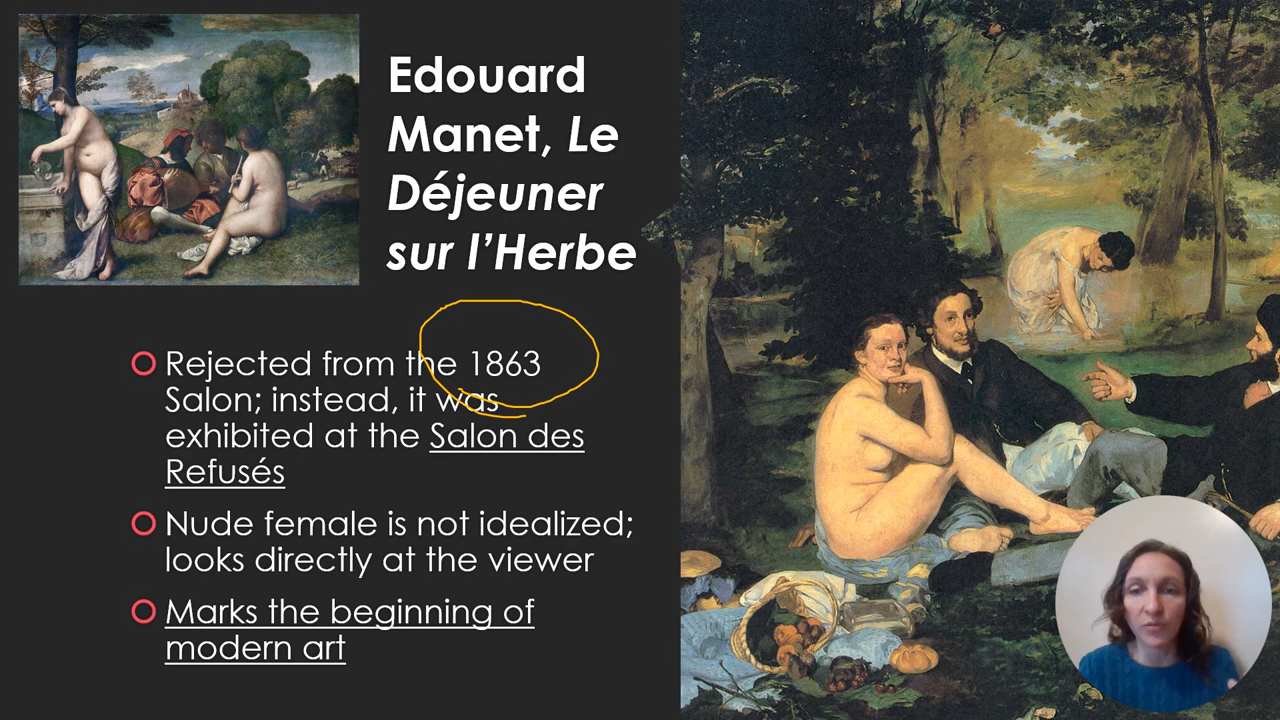 Edouard
Manet, Le
Déjeuner
sur l’Herbe
Rejected from the 1863
Salon; instead, it was
exhibited at the Salon des
Refusés
Nude female is not idealized;
looks directly at the viewer
Marks the beginning of
modern art